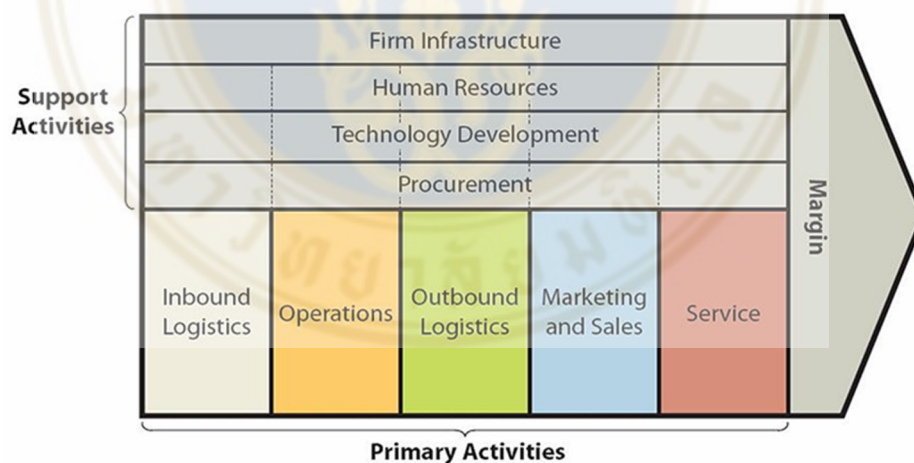 Firm Infrastructure
Support
Activities
Human Resources
Technology Development
Procurement
Margin
Inbound
Logistics
Operations
Outbound
Logistics
Marketing
and Sales
Service
Primary Activities